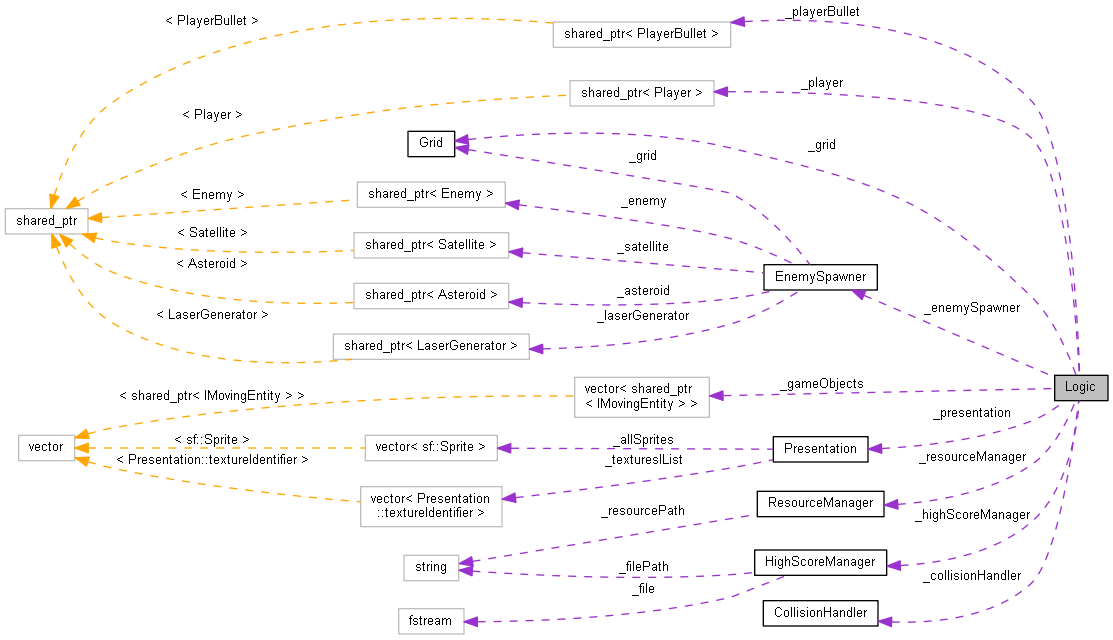 _playerBullet
< PlayerBullet >
shared_ptr< PlayerBullet >
_player
shared_ptr< Player >
< Player >
Grid
_grid
_grid
< Enemy >
shared_ptr< Enemy >
_enemy
shared_ptr
< Satellite >
shared_ptr< Satellite >
_satellite
< Asteroid >
EnemySpawner
shared_ptr< Asteroid >
_asteroid
< LaserGenerator >
_laserGenerator
_enemySpawner
shared_ptr< LaserGenerator >
Logic
< shared_ptr< IMovingEntity > >
vector< shared_ptr
< IMovingEntity > >
_gameObjects
_presentation
vector
< sf::Sprite >
vector< sf::Sprite >
_allSprites
Presentation
< Presentation::textureIdentifier >
_texturesIList
_resourceManager
vector< Presentation
::textureIdentifier >
ResourceManager
_resourcePath
_highScoreManager
string
_filePath
HighScoreManager
_file
_collisionHandler
fstream
CollisionHandler